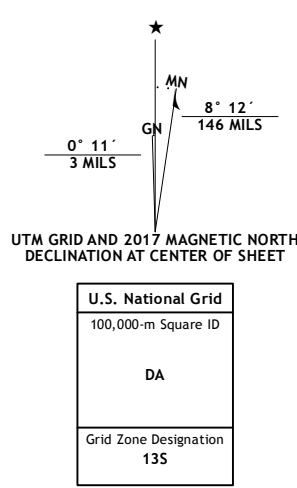 MN
GN
8° 12´
146 MILS
0° 11´
3 MILS
UTM GRID AND 2017 MAGNETIC NORTH
DECLINATION AT CENTER OF SHEET
U.S. National Grid
100,000-m Square ID
DA
Grid Zone Designation
13S